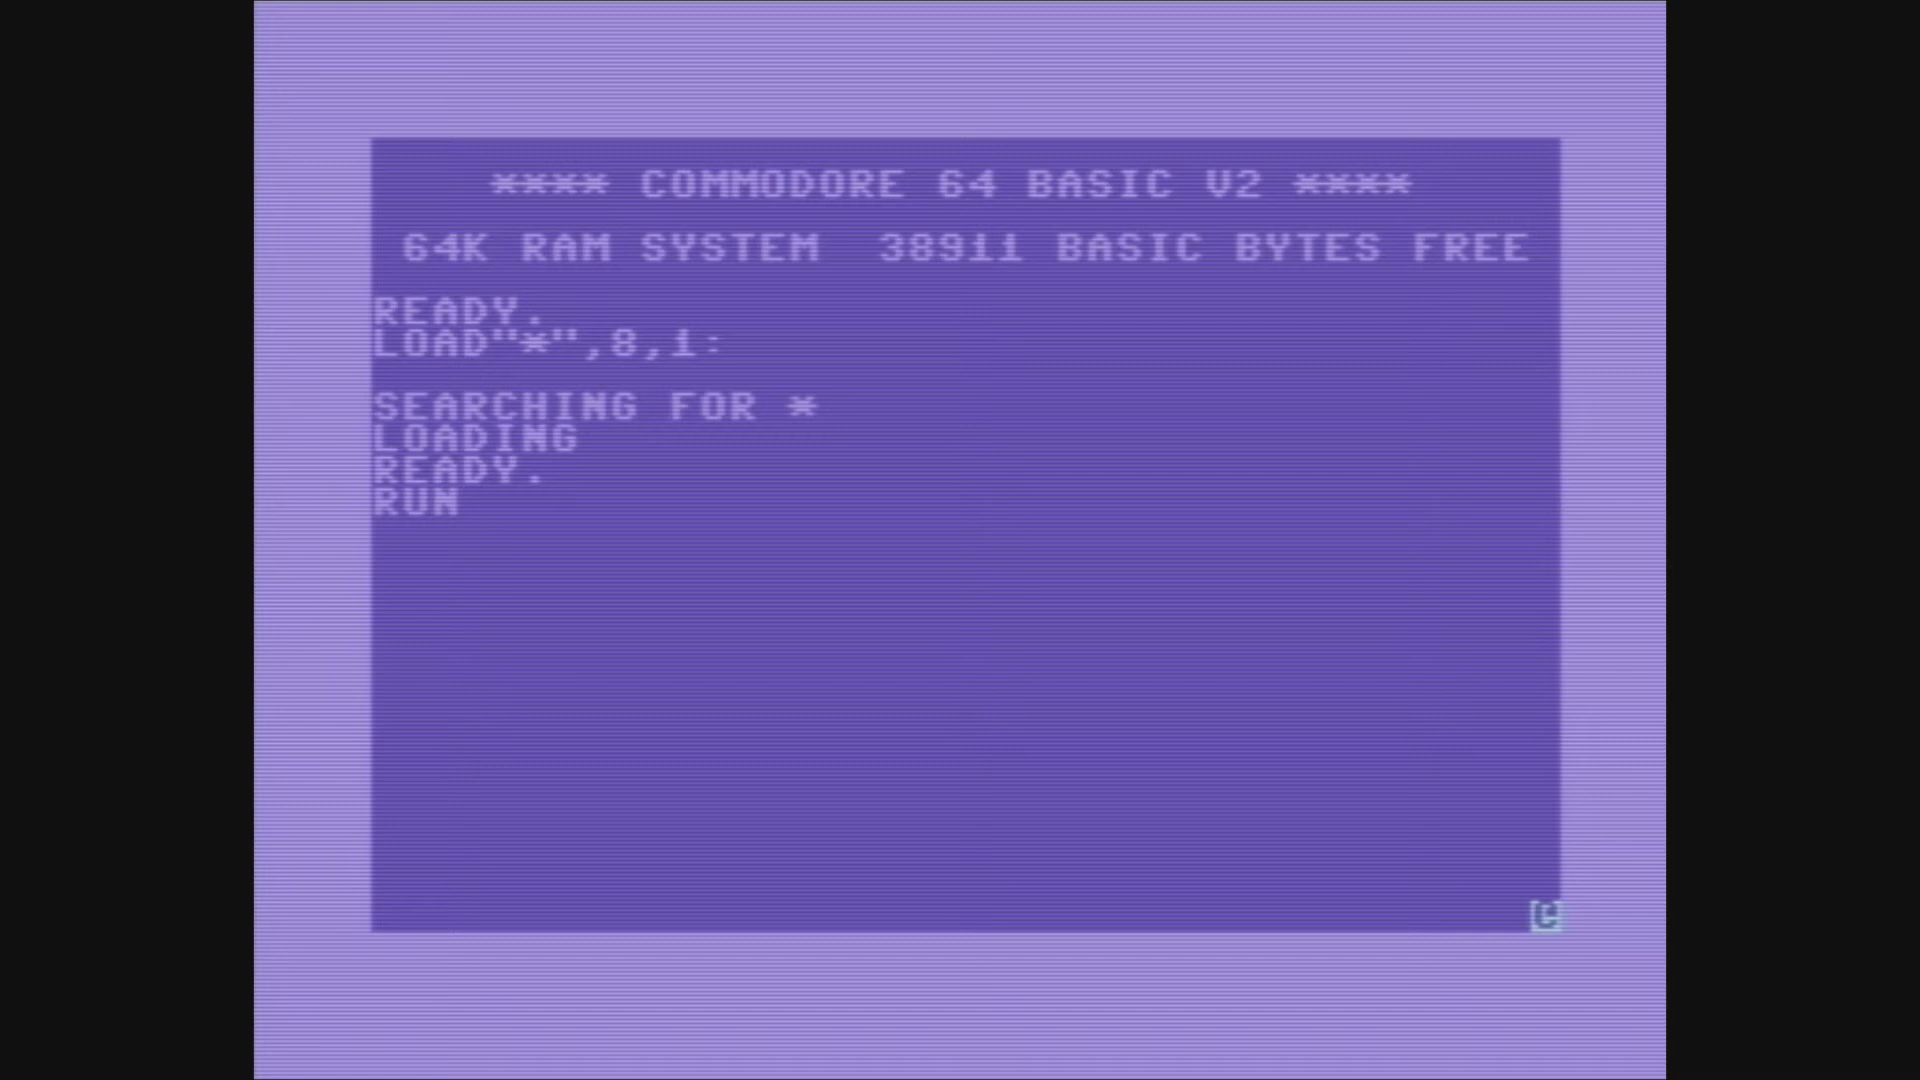 **** COMMODORE 64 BASIC V2 ****
64K RAM SYSTEM  38911 BASIC BYTES FREE
READY.
LOAD"*",8,1:
SEARCHING FOR *
LOADING
READY.
RUN